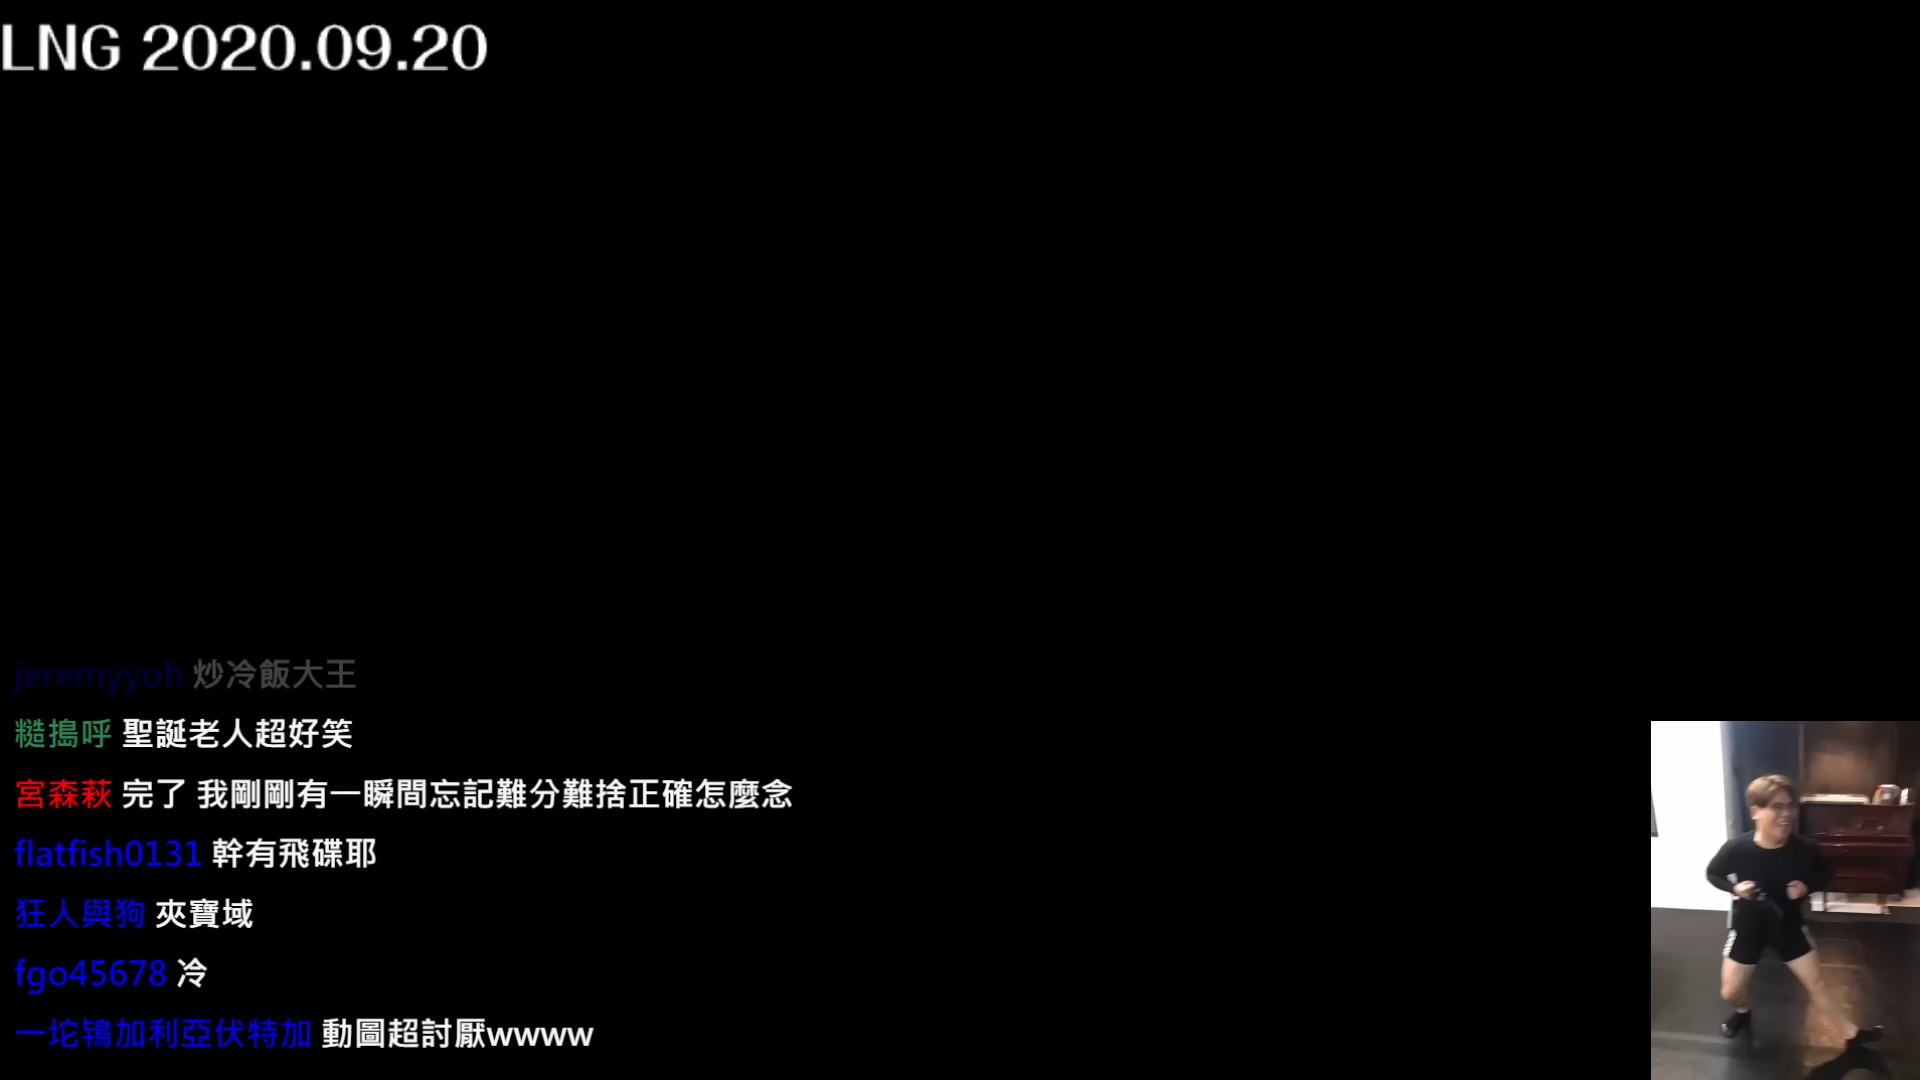 LNG 2020.09.20
jeremyyoh 炒冷飯大王
糙搗呼 聖誕老人超好笑
宮森萩 完了 我剛剛有一瞬間忘記難分難捨正確怎麼念
flatfish0131 幹有飛碟耶
狂人與狗 夾寶域
fgo45678 冷
一坨鴇加利亞伏特加 動圖超討厭wwww